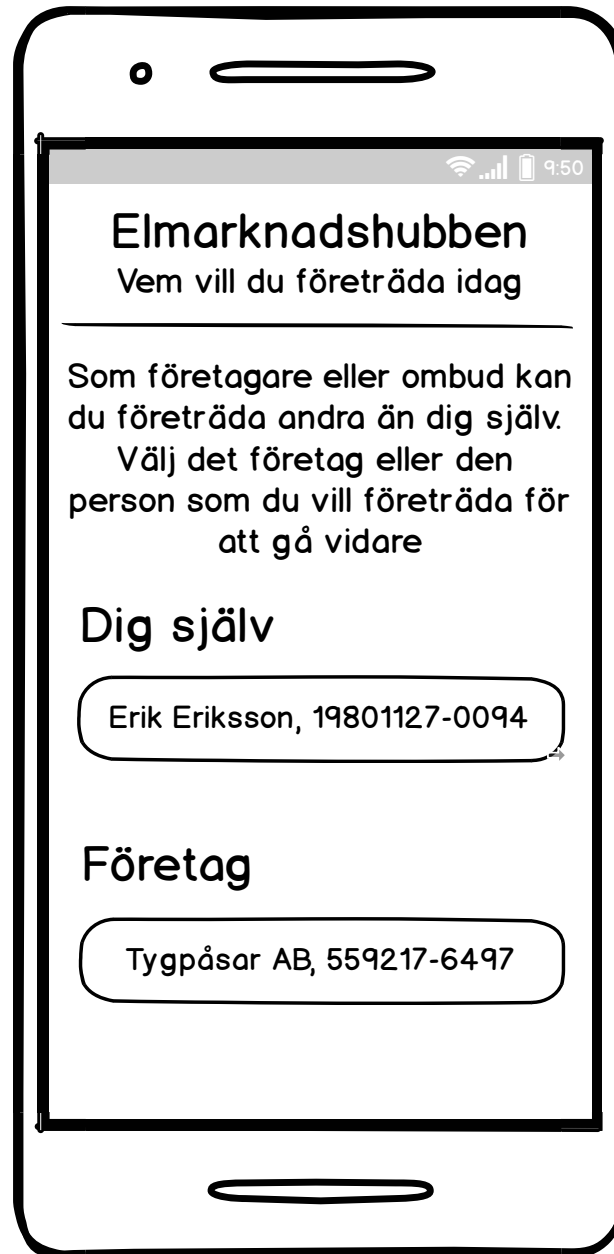 9:50
Elmarknadshubben
Vem vill du företräda idag
Som företagare eller ombud kan
du företräda andra än dig själv.
Välj det företag eller den
person som du vill företräda för
att gå vidare
Dig själv
Erik Eriksson, 19801127-0094
Företag
Tygpåsar AB, 559217-6497